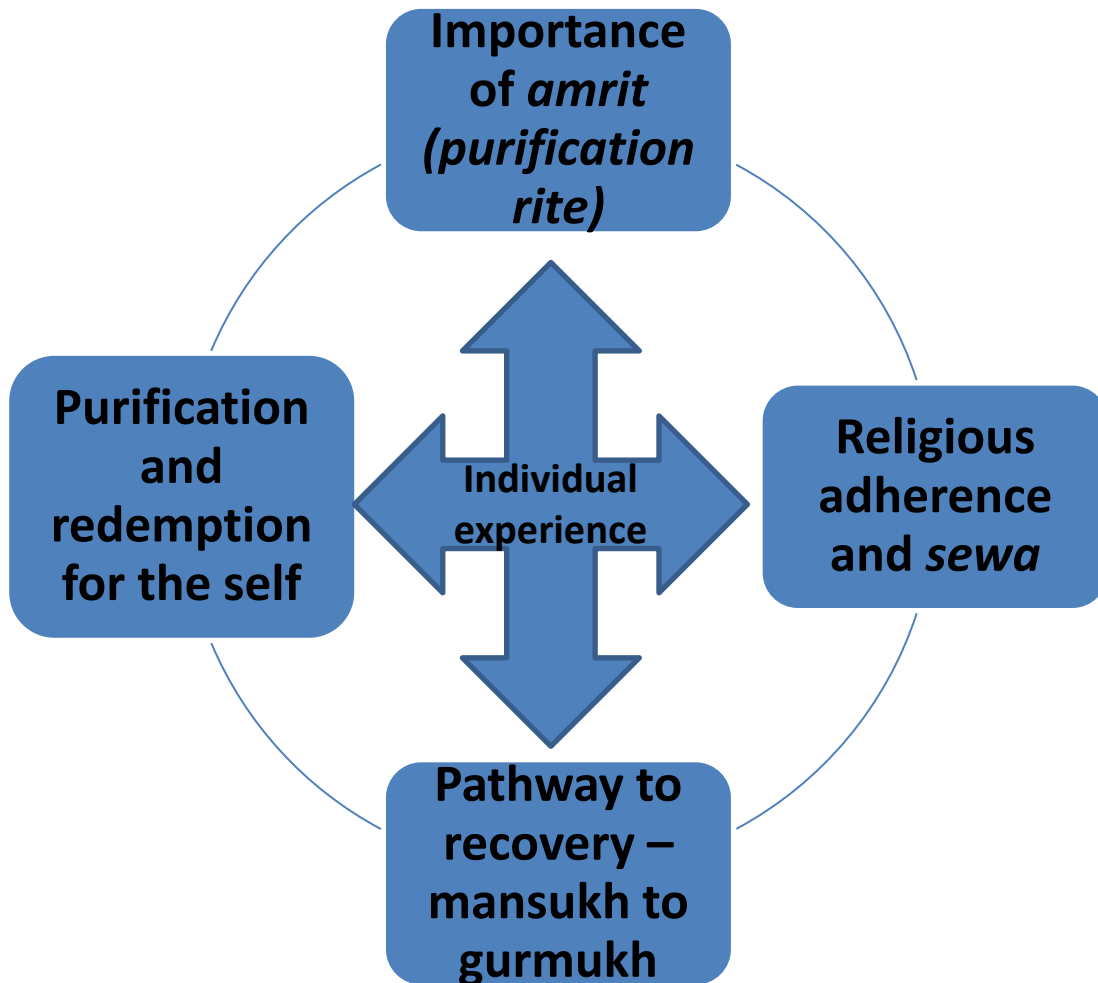 Importance
of amrit
(purification
rite)
Purification
and
redemption
for the self
Individual
experience
Religious
adherence
and sewa
Pathway to
recovery –
mansukh to
gurmukh